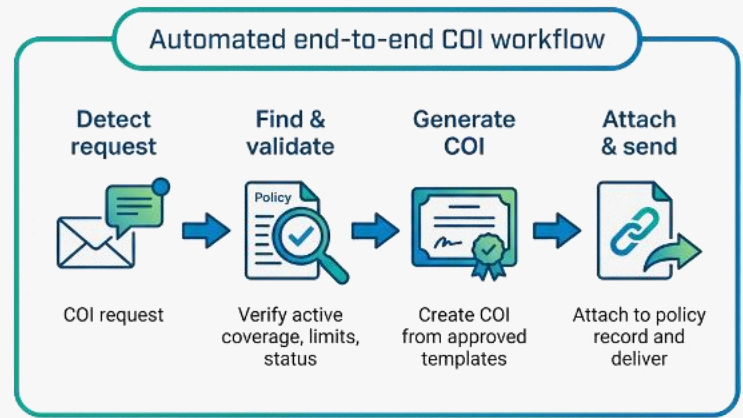 Automated end-to-end COI workflow
Detect
request
Find &
validate
Generate
COI
Attach
& send
Policy
COI request
Verify active
coverage, limits,
status
Create COI
from approved
templates
Attach to policy
record and
deliver